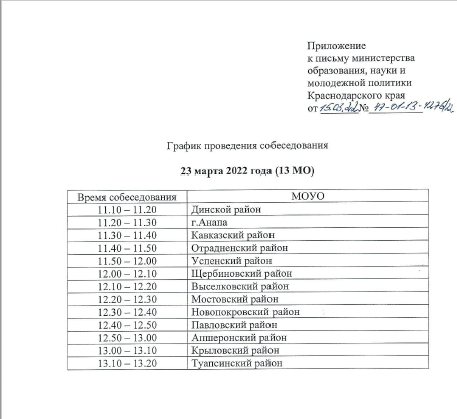 Приложение
к письму министерства
образования, науки и
молодежной политики
Краснодарского края
от 15.03.22 № 47-01-13-
График проведения собеседования
23 марта 2022 года (13 МО)
Время собеседования МОУО
11.10 – 11.20 Динской район
11.20 – 11.30 г.Анапа
11.30 – 11.40 Кавказский район
11.40 – 11.50 Отрадненский район
11.50 – 12.00 Успенский район
12.00 – 12.10 Щербиновский район
12.10 – 12.20 Выселковский район
12.20 – 12.30 Мостовский район
12.30 – 12.40 Новопокровский район
12.40 – 12.50 Павловский район
12.50 – 13.00 Апшеронский район
13.00 – 13.10 Крыловский район
13.10 – 13.20 Туапсинский район